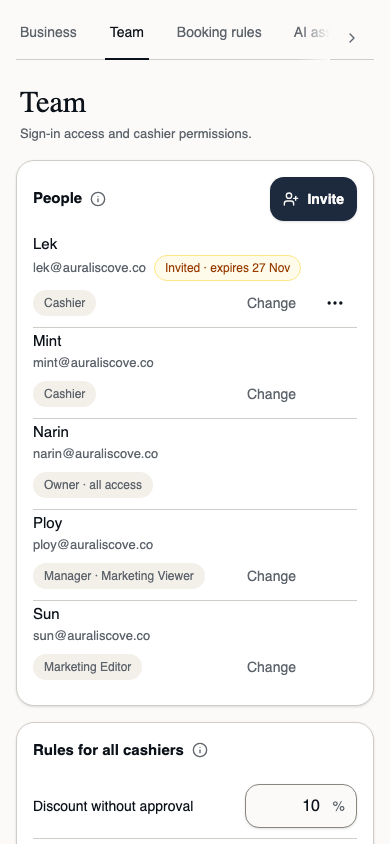 Business Team Booking rules AI
Team
Sign-in access and cashier permissions.
People
Invite
Lek
lek@auraliscove.co Invited · expires 27 Nov
Cashier Change
Mint
mint@auraliscove.co
Cashier Change
Narin
narin@auraliscove.co
Owner · all access
Ploy
ploy@auraliscove.co
Manager · Marketing Viewer Change
Sun
sun@auraliscove.co
Marketing Editor Change
Rules for all cashiers
Discount without approval 10 %